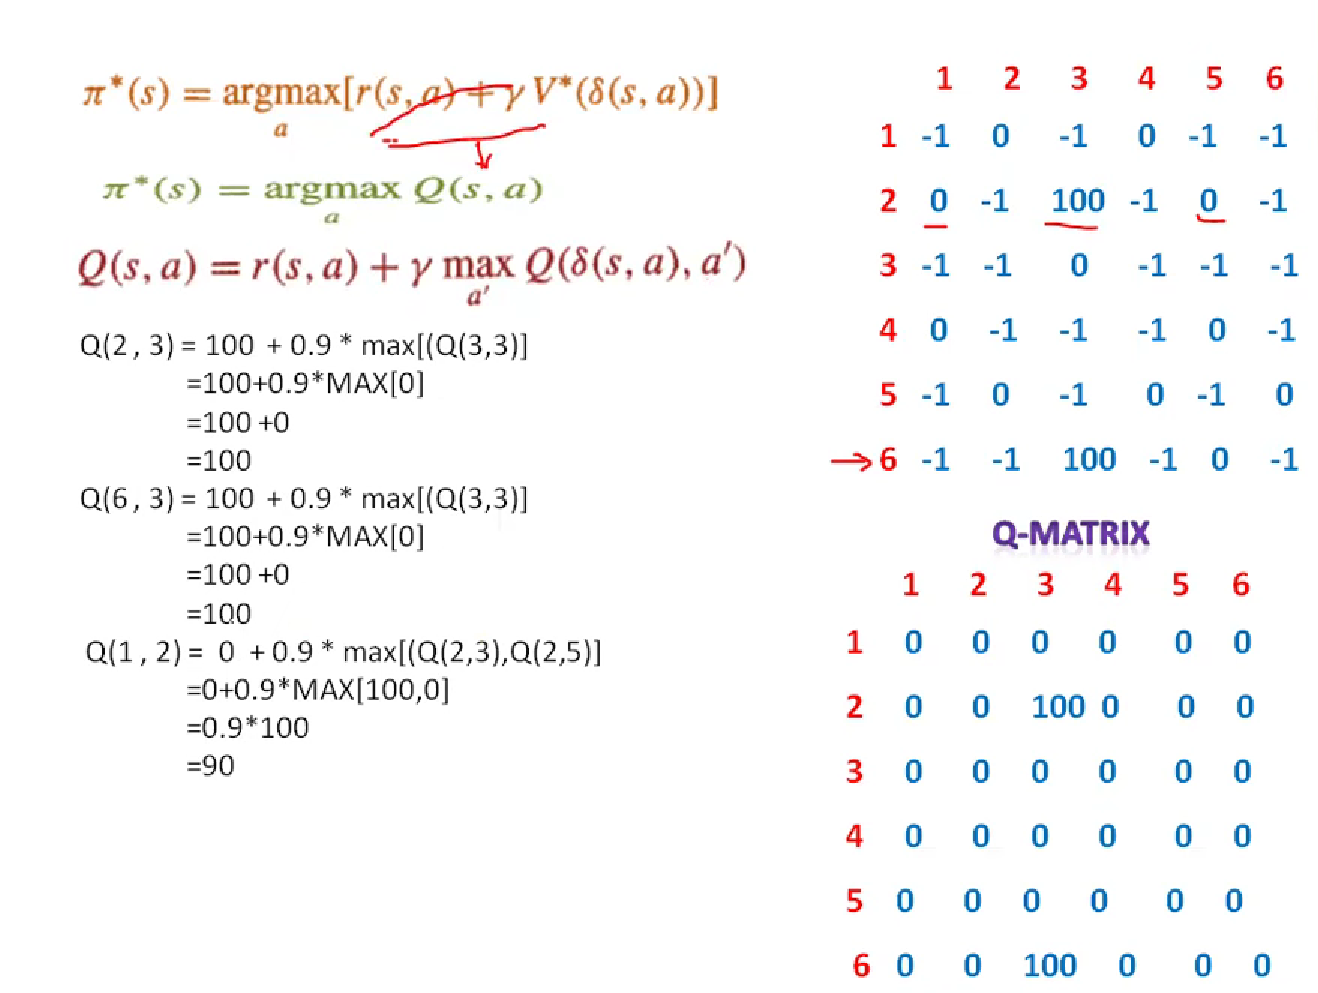 π*(s) = argmax[r(s, a) + γ V*(δ(s, a))]
a
π*(s) = argmax Q(s, a)
a
Q(s, a) = r(s, a) + γ max Q(δ(s, a), a′)
a′
Q(2 , 3) = 100 + 0.9 * max[(Q(3,3)]
=100+0.9*MAX[0]
=100 +0
=100
Q(6 , 3) = 100 + 0.9 * max[(Q(3,3)]
=100+0.9*MAX[0]
=100 +0
=100
Q(1 , 2) = 0 + 0.9 * max[(Q(2,3),Q(2,5)]
=0+0.9*MAX[100,0]
=0.9*100
=90
1 2 3 4 5 6
1 -1 0 -1 0 -1 -1
2 0 -1 100 -1 0 -1
3 -1 -1 0 -1 -1 -1
4 0 -1 -1 -1 0 -1
5 -1 0 -1 0 -1 0
6 -1 -1 100 -1 0 -1
Q-MATRIX
1 2 3 4 5 6
1 0 0 0 0 0 0
2 0 0 100 0 0 0
3 0 0 0 0 0 0
4 0 0 0 0 0 0
5 0 0 0 0 0 0
6 0 0 100 0 0 0